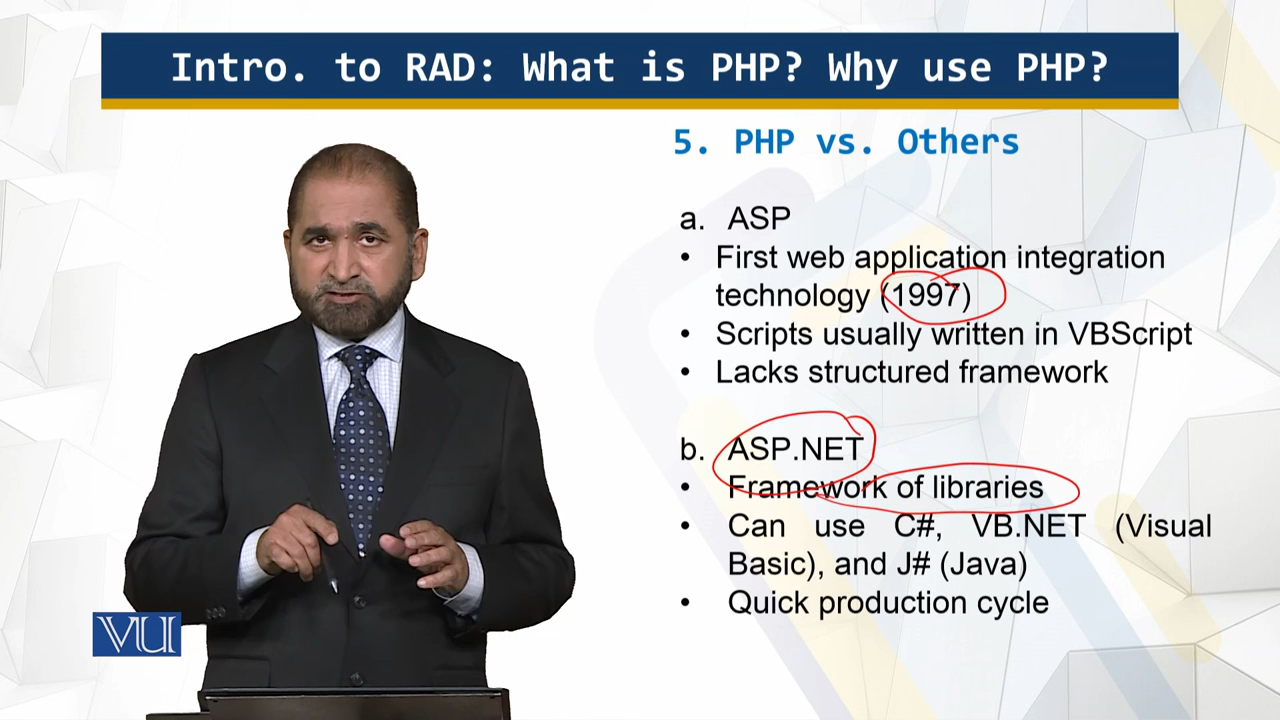 Intro. to RAD: What is PHP? Why use PHP?
5. PHP vs. Others
a. ASP
• First web application integration
technology (1997)
• Scripts usually written in VBScript
• Lacks structured framework
b. ASP.NET
• Framework of libraries
• Can use C#, VB.NET (Visual
Basic), and J# (Java)
• Quick production cycle
VU